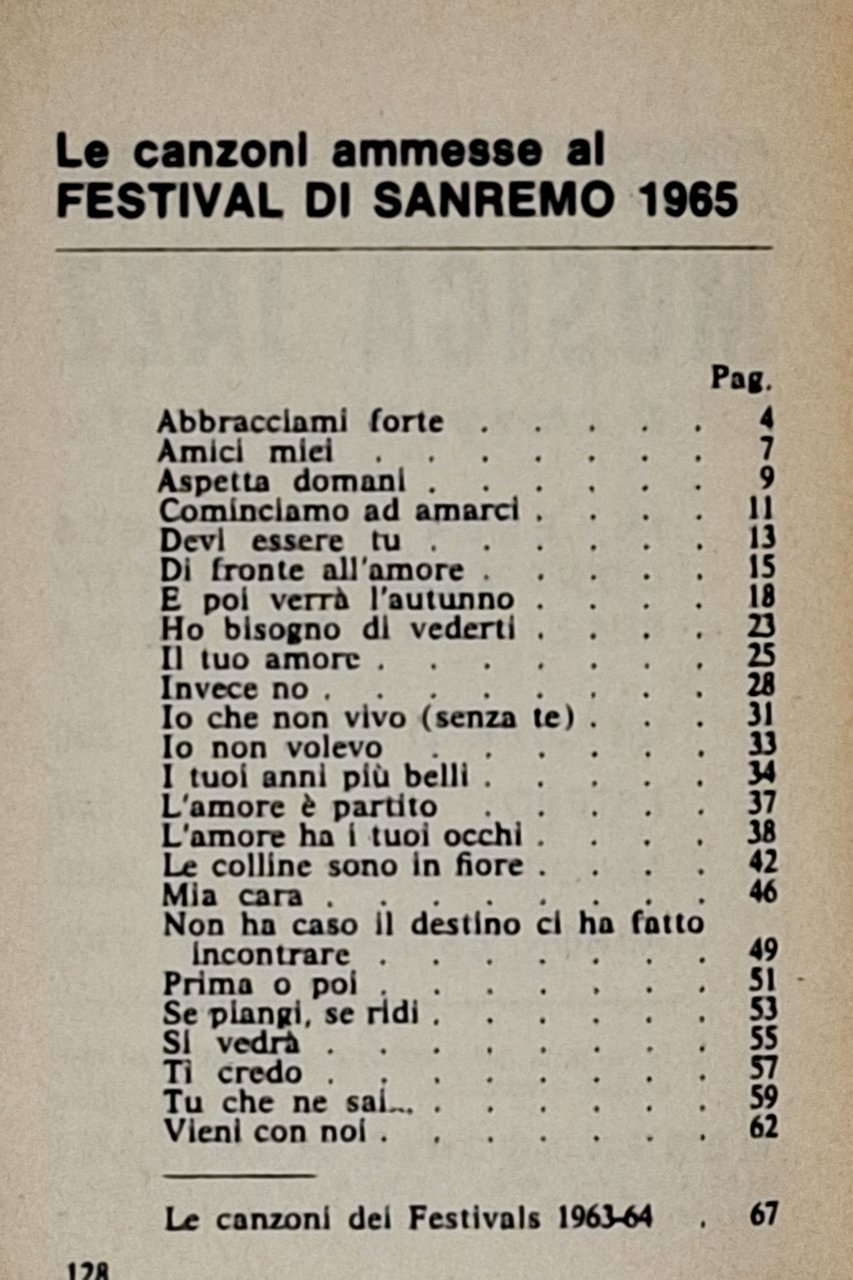 Le canzoni ammesse al
FESTIVAL DI SANREMO 1965
Pag.
Abbracciami forte . . . . . 4
Amici miei . . . . . . . 7
Aspetta domani . . . . . . 9
Cominciamo ad amarci . . . . 11
Devi essere tu . . . . . . 13
Di fronte all'amore . . . . . 15
E poi verrà l'autunno . . . . 18
Ho bisogno di vederti . . . . 23
Il tuo amore . . . . . . . 25
Invece no . . . . . . . . 28
Io che non vivo (senza te) . . . 31
Io non volevo . . . . . . 33
I tuoi anni più belli . . . . . 34
L'amore è partito . . . . . 37
L'amore ha i tuoi occhi . . . . 38
Le colline sono in fiore . . . . 42
Mia cara . . . . . . . . 46
Non ha caso il destino ci ha fatto
incontrare . . . . . . . 49
Prima o poi . . . . . . . 51
Se piangi, se ridi . . . . . . 53
Si vedrà . . . . . . . . 55
Ti credo . . . . . . . . 57
Tu che ne sai... . . . . . . 59
Vieni con noi . . . . . . . 62
Le canzoni dei Festivals 1963-64 . 67
128